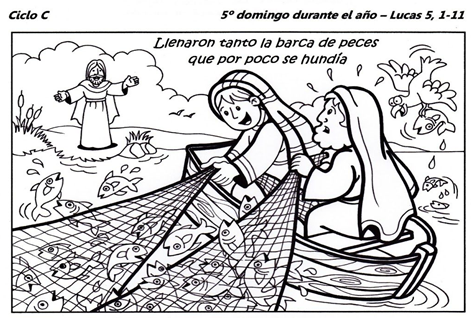 Ciclo C
5º domingo durante el año – Lucas 5, 1-11
Llenaron tanto la barca de peces
que por poco se hundía